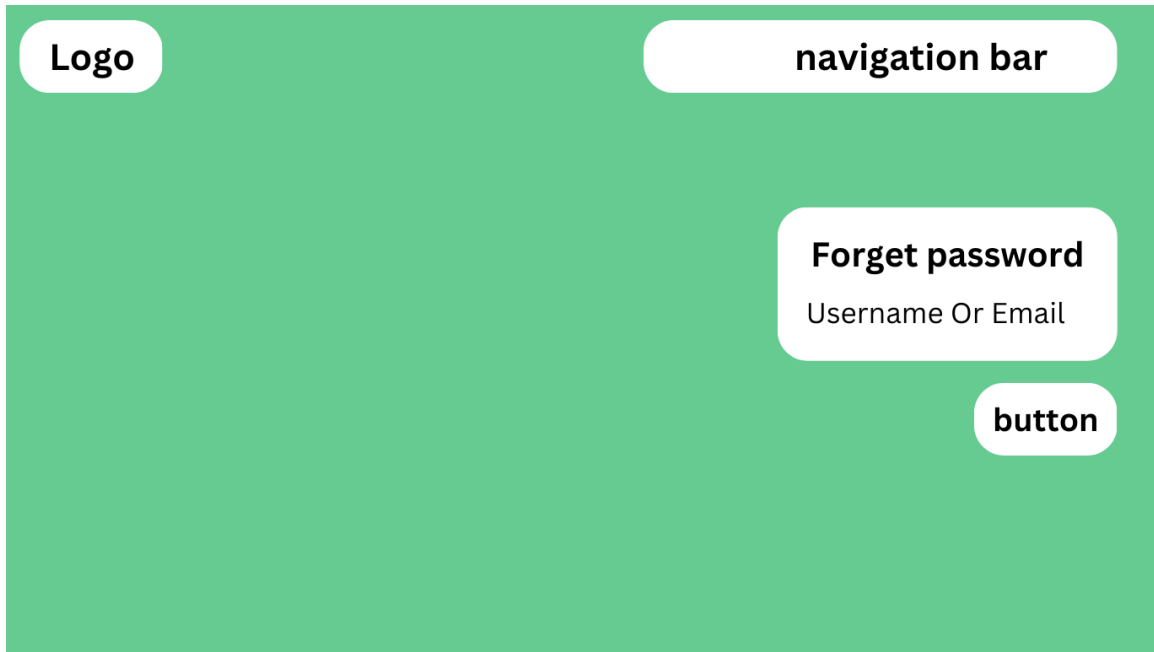 Logo
navigation bar
Forget password
Username Or Email
button